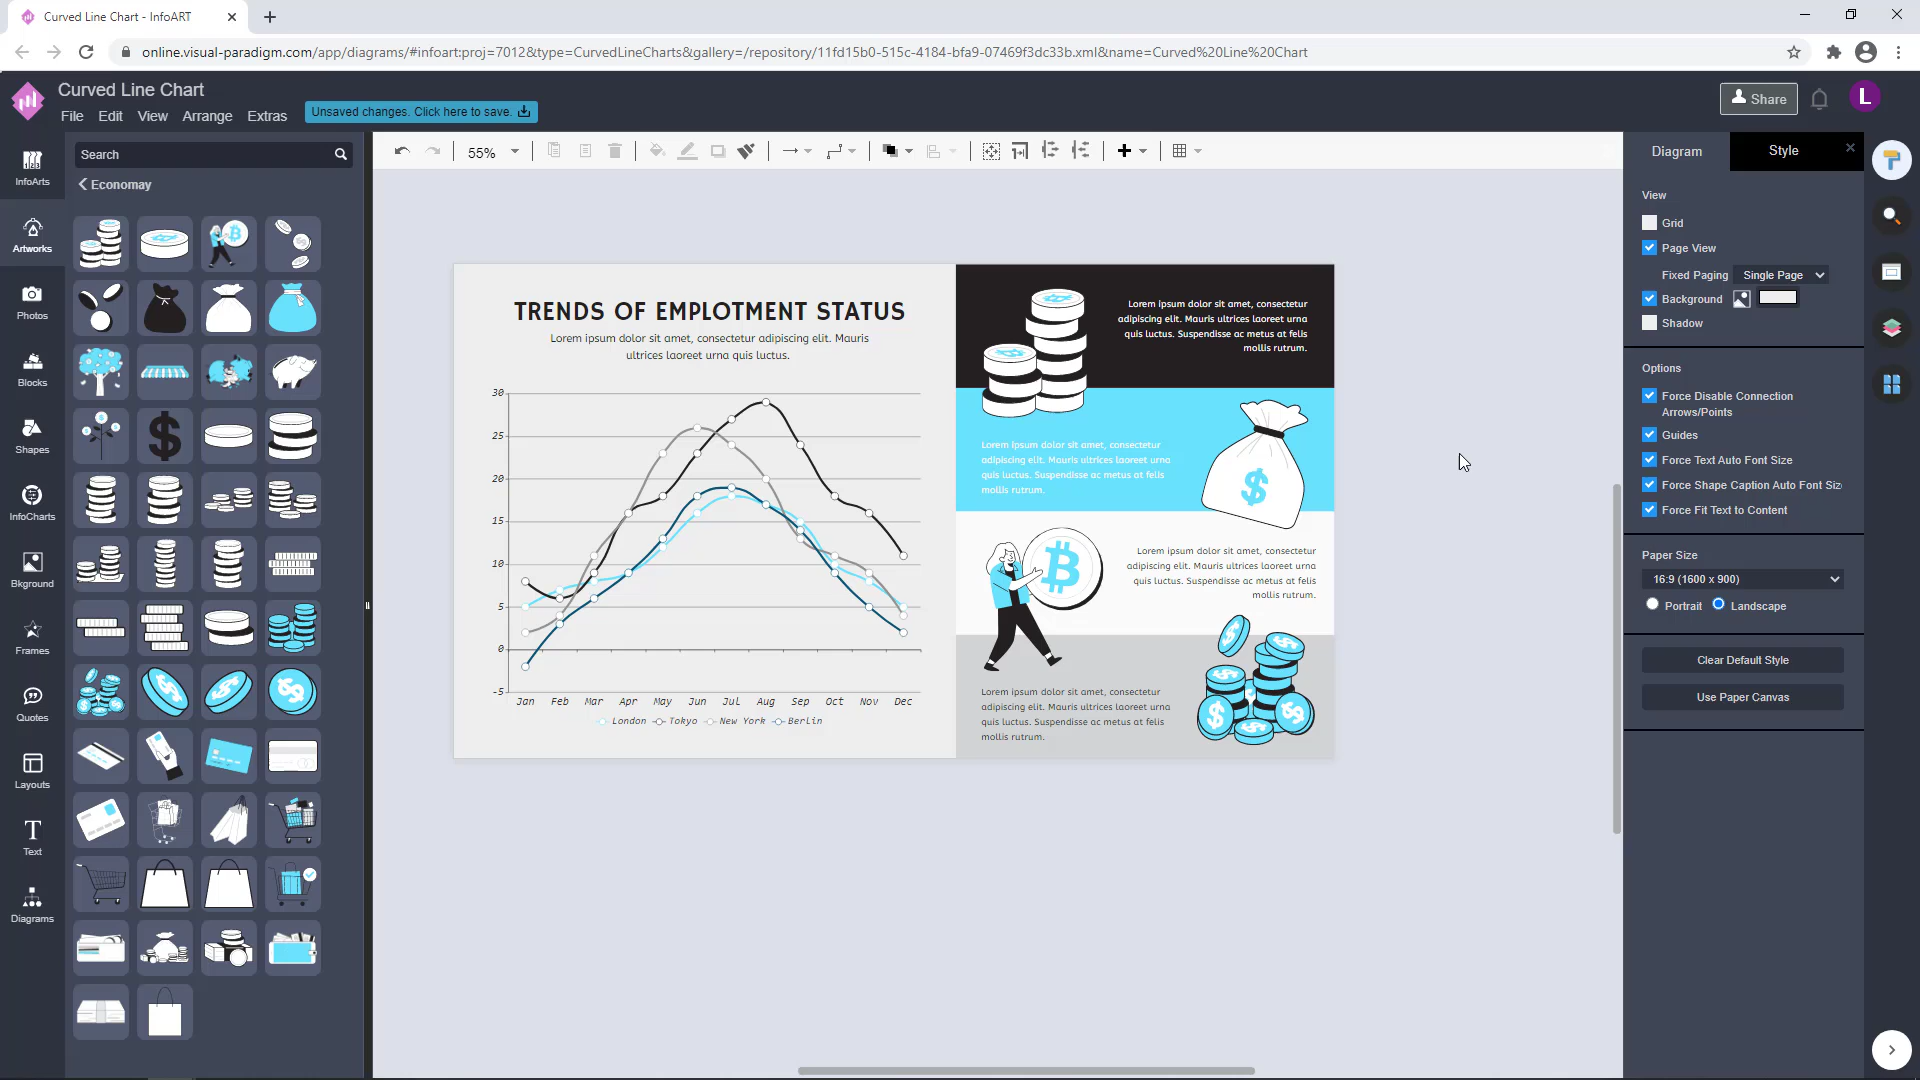 Curved Line Chart - InfoART
online.visual-paradigm.com/app/diagrams/#infoart:proj=7012&type=CurvedLineCharts&gallery=/repository/11fd15b0-515c-4184-bfa9-07469f3dc33b.xml&name=Curved%20Line%20Chart
Curved Line Chart
File Edit View Arrange Extras
Unsaved changes. Click here to save.
Share
L
InfoArts
Artworks
Photos
Blocks
Shapes
InfoCharts
Bkground
Frames
Quotes
Layouts
Text
Diagrams
Search
Economay
55%
TRENDS OF EMPLOTMENT STATUS
Lorem ipsum dolor sit amet, consectetur adipiscing elit. Mauris
ultrices laoreet urna quis luctus.
30
25
20
15
10
5
0
-5
Jan Feb Mar Apr May Jun Jul Aug Sep Oct Nov Dec
London Tokyo New York Berlin
Lorem ipsum dolor sit amet, consectetur
adipiscing elit. Mauris ultrices laoreet urna
quis luctus. Suspendisse ac metus at felis
mollis rutrum.
Lorem ipsum dolor sit amet, consectetur
adipiscing elit. Mauris ultrices laoreet urna
quis luctus. Suspendisse ac metus at felis
mollis rutrum.
Lorem ipsum dolor sit amet, consectetur
adipiscing elit. Mauris ultrices laoreet urna
quis luctus. Suspendisse ac metus at felis
mollis rutrum.
Lorem ipsum dolor sit amet, consectetur
adipiscing elit. Mauris ultrices laoreet urna
quis luctus. Suspendisse ac metus at felis
mollis rutrum.
Diagram
Style
View
Grid
Page View
Fixed Paging Single Page
Background
Shadow
Options
Force Disable Connection
Arrows/Points
Guides
Force Text Auto Font Size
Force Shape Caption Auto Font Siz
Force Fit Text to Content
Paper Size
16:9 (1600 x 900)
Portrait Landscape
Clear Default Style
Use Paper Canvas